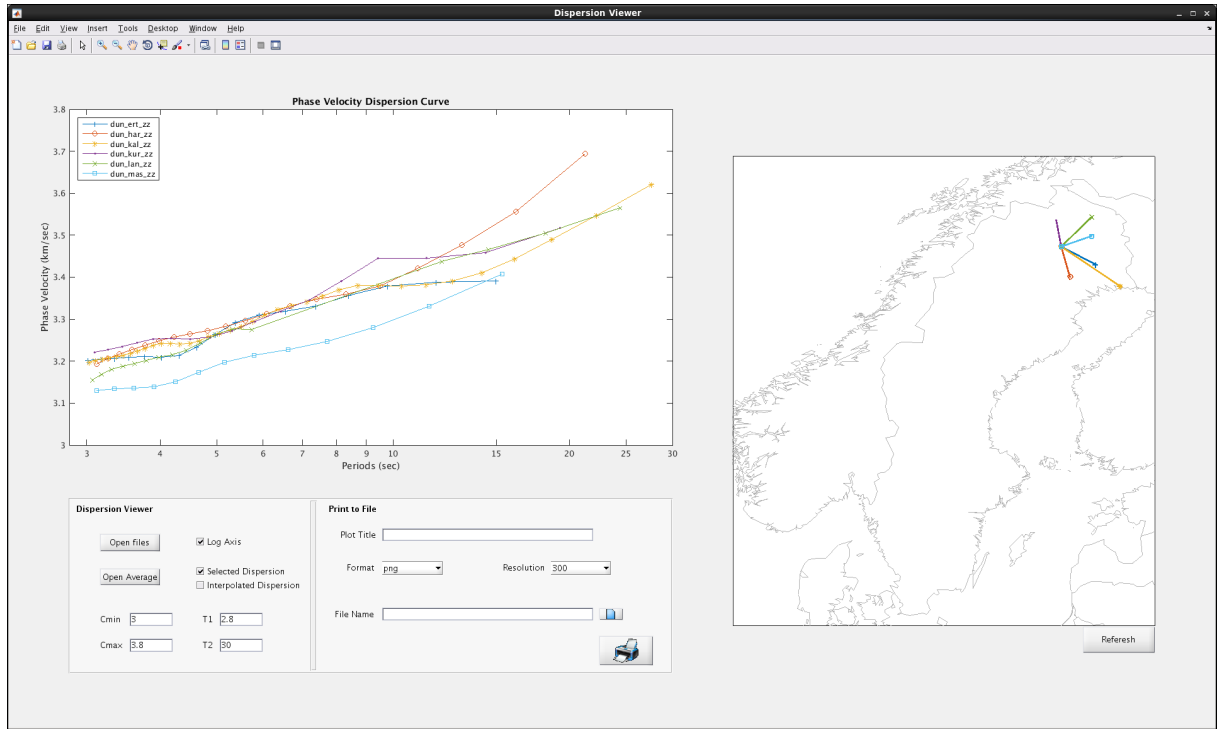 Dispersion Viewer
File Edit View Insert Tools Desktop Window Help
Phase Velocity Dispersion Curve
3.8
3.7
3.6
3.5
3.4
3.3
3.2
3.1
3
Phase Velocity (km/sec)
dun_ert_zz
dun_har_zz
dun_kal_zz
dun_kur_zz
dun_lan_zz
dun_mas_zz
3 4 5 6 7 8 9 10 15 20 25 30
Periods (sec)
Dispersion Viewer
Open files
Log Axis
Open Average
Selected Dispersion
Interpolated Dispersion
Cmin 3 T1 2.8
Cmax 3.8 T2 30
Print to File
Plot Title
Format png Resolution 300
File Name
Referesh